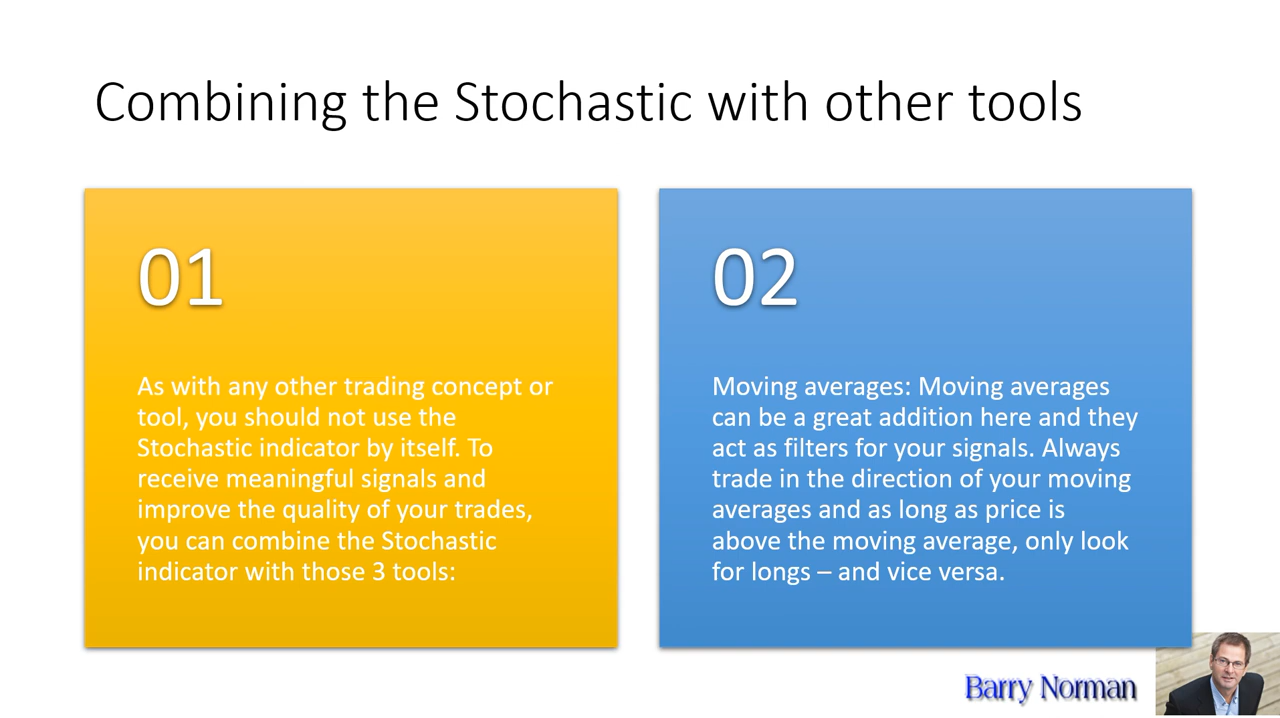 Combining the Stochastic with other tools
01
As with any other trading concept or
tool, you should not use the
Stochastic indicator by itself. To
receive meaningful signals and
improve the quality of your trades,
you can combine the Stochastic
indicator with those 3 tools:
02
Moving averages: Moving averages
can be a great addition here and they
act as filters for your signals. Always
trade in the direction of your moving
averages and as long as price is
above the moving average, only look
for longs – and vice versa.
Barry Norman